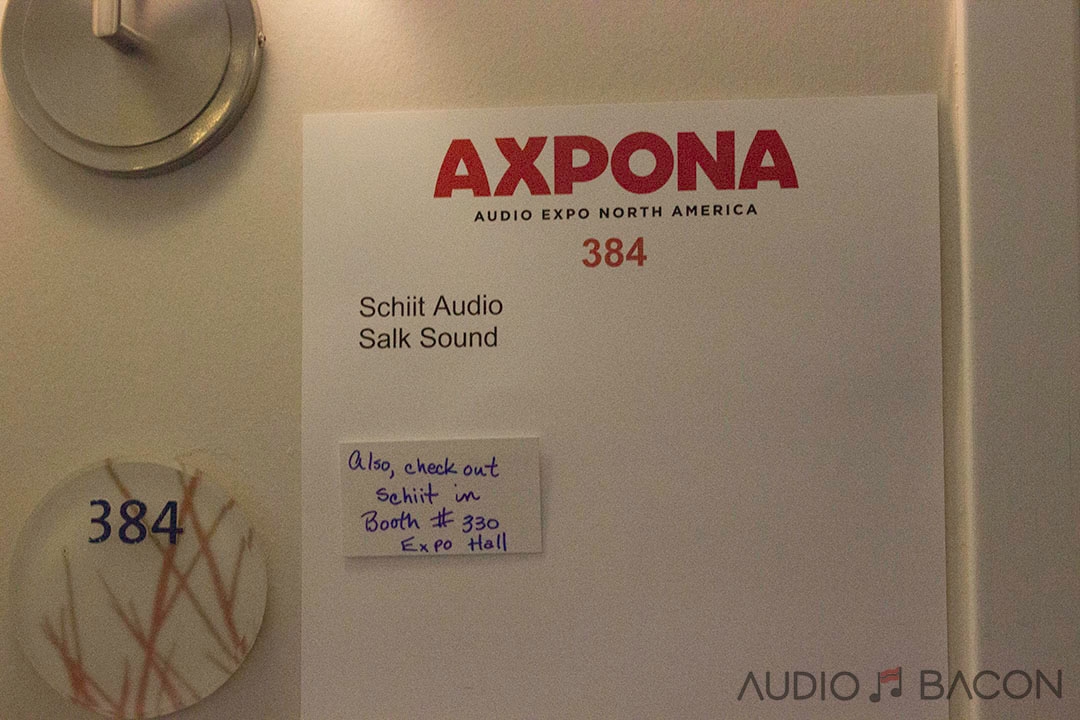 AXPONA
AUDIO EXPO NORTH AMERICA
384
Schiit Audio
Salk Sound
Also, check out
Schiit in
Booth # 330
Expo Hall
384
AUDIO BACON